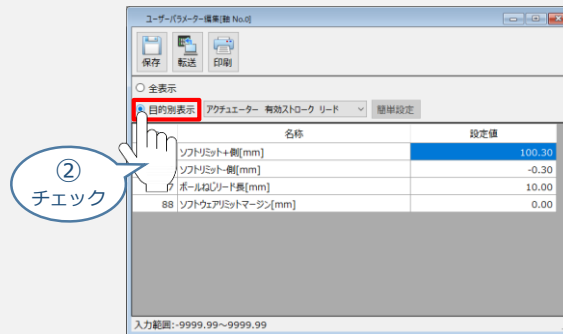 ユーザーパラメーター編集[軸 No.0]
保存 転送 印刷
全表示
目的別表示 アクチュエーター 有効ストローク リード 簡単設定
名称 設定値
ソフトリミット+側[mm] 100.30
ソフトリミット-側[mm] -0.30
7 ボールねじリード長[mm] 10.00
88 ソフトウェアリミットマージン[mm] 0.00
②
チェック
入力範囲:-9999.99～9999.99